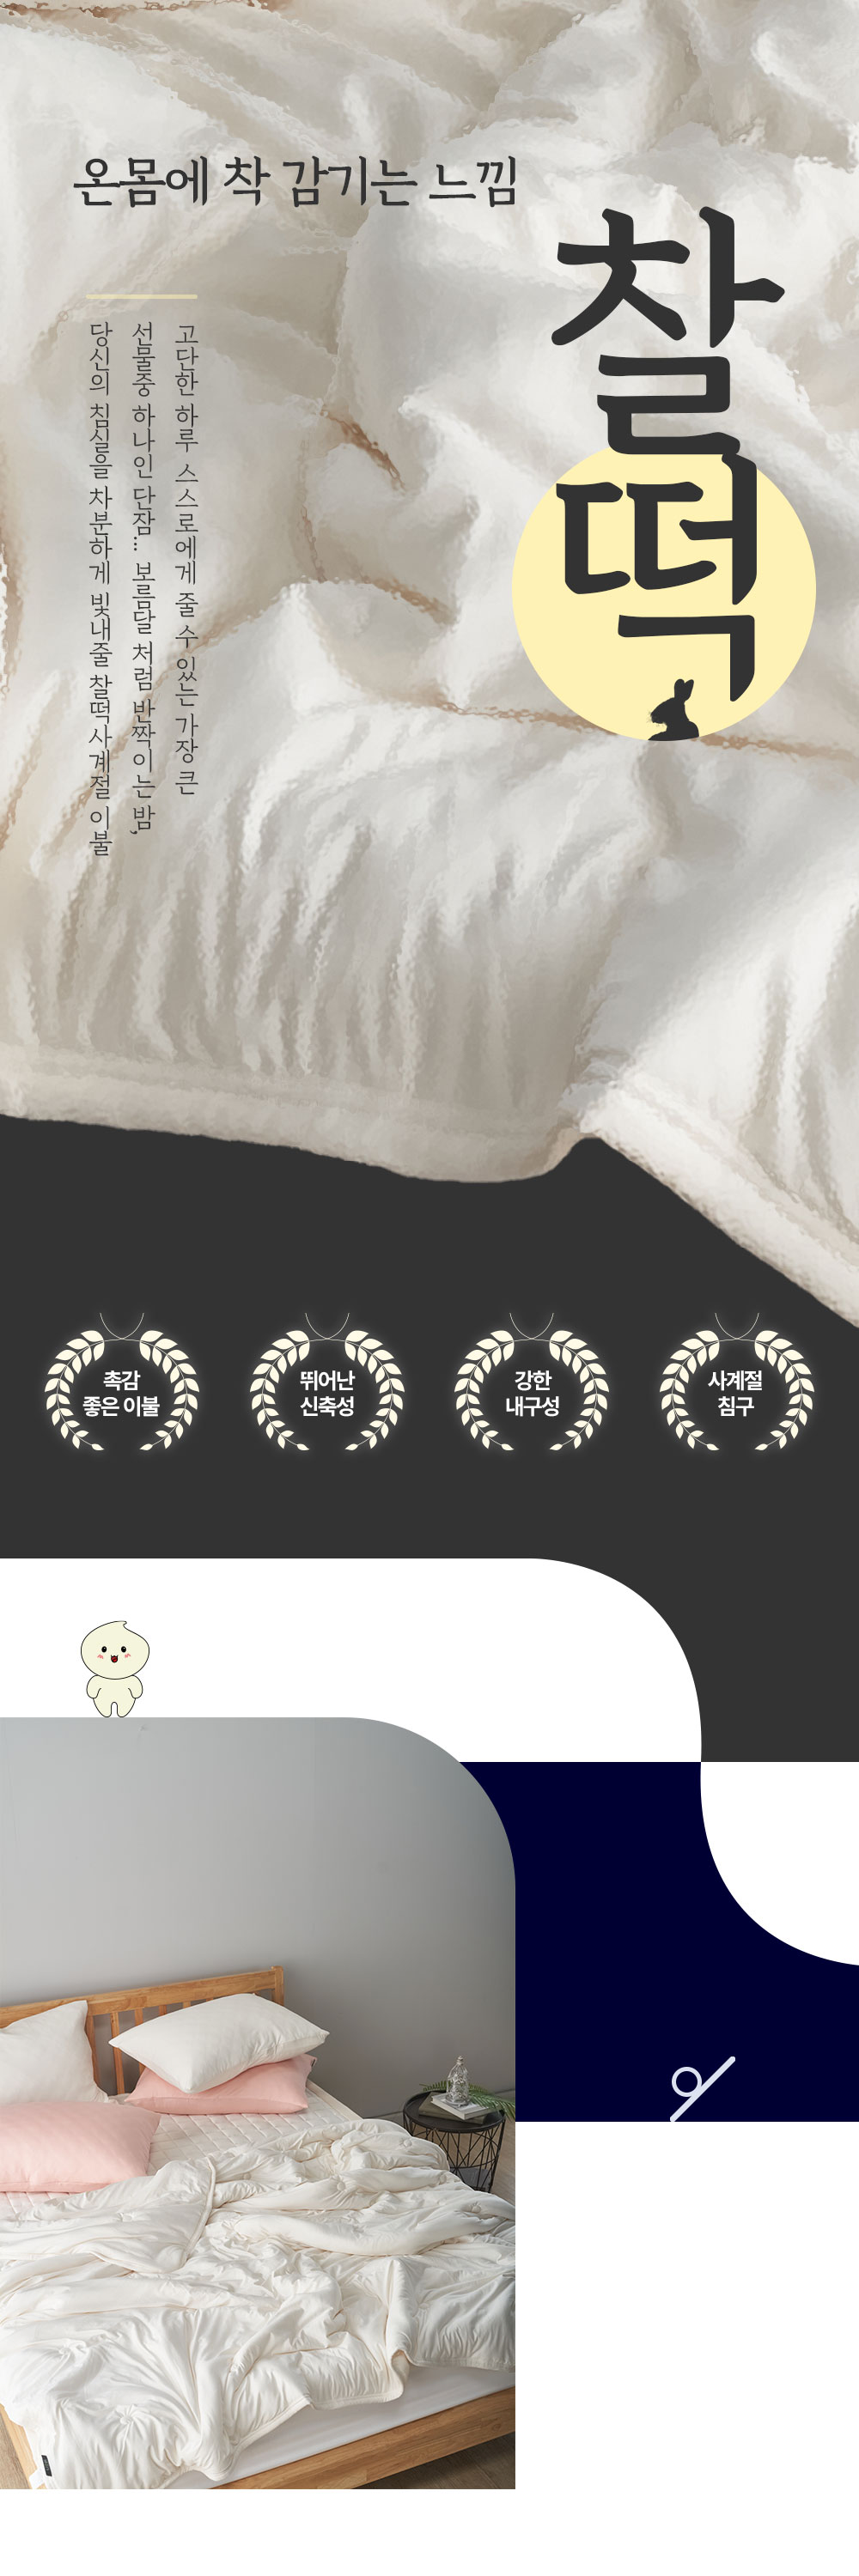 온몸에 착 감기는 느낌
찰떡
고단한 하루 스스로에게 줄 수 있는 가장 큰
선물중 하나인 단잠... 보름달 처럼 반짝이는 밤,
당신의 침실을 차분하게 빛내줄 찰떡사계절 이불
촉감
좋은 이불
뛰어난
신축성
강한
내구성
사계절
침구